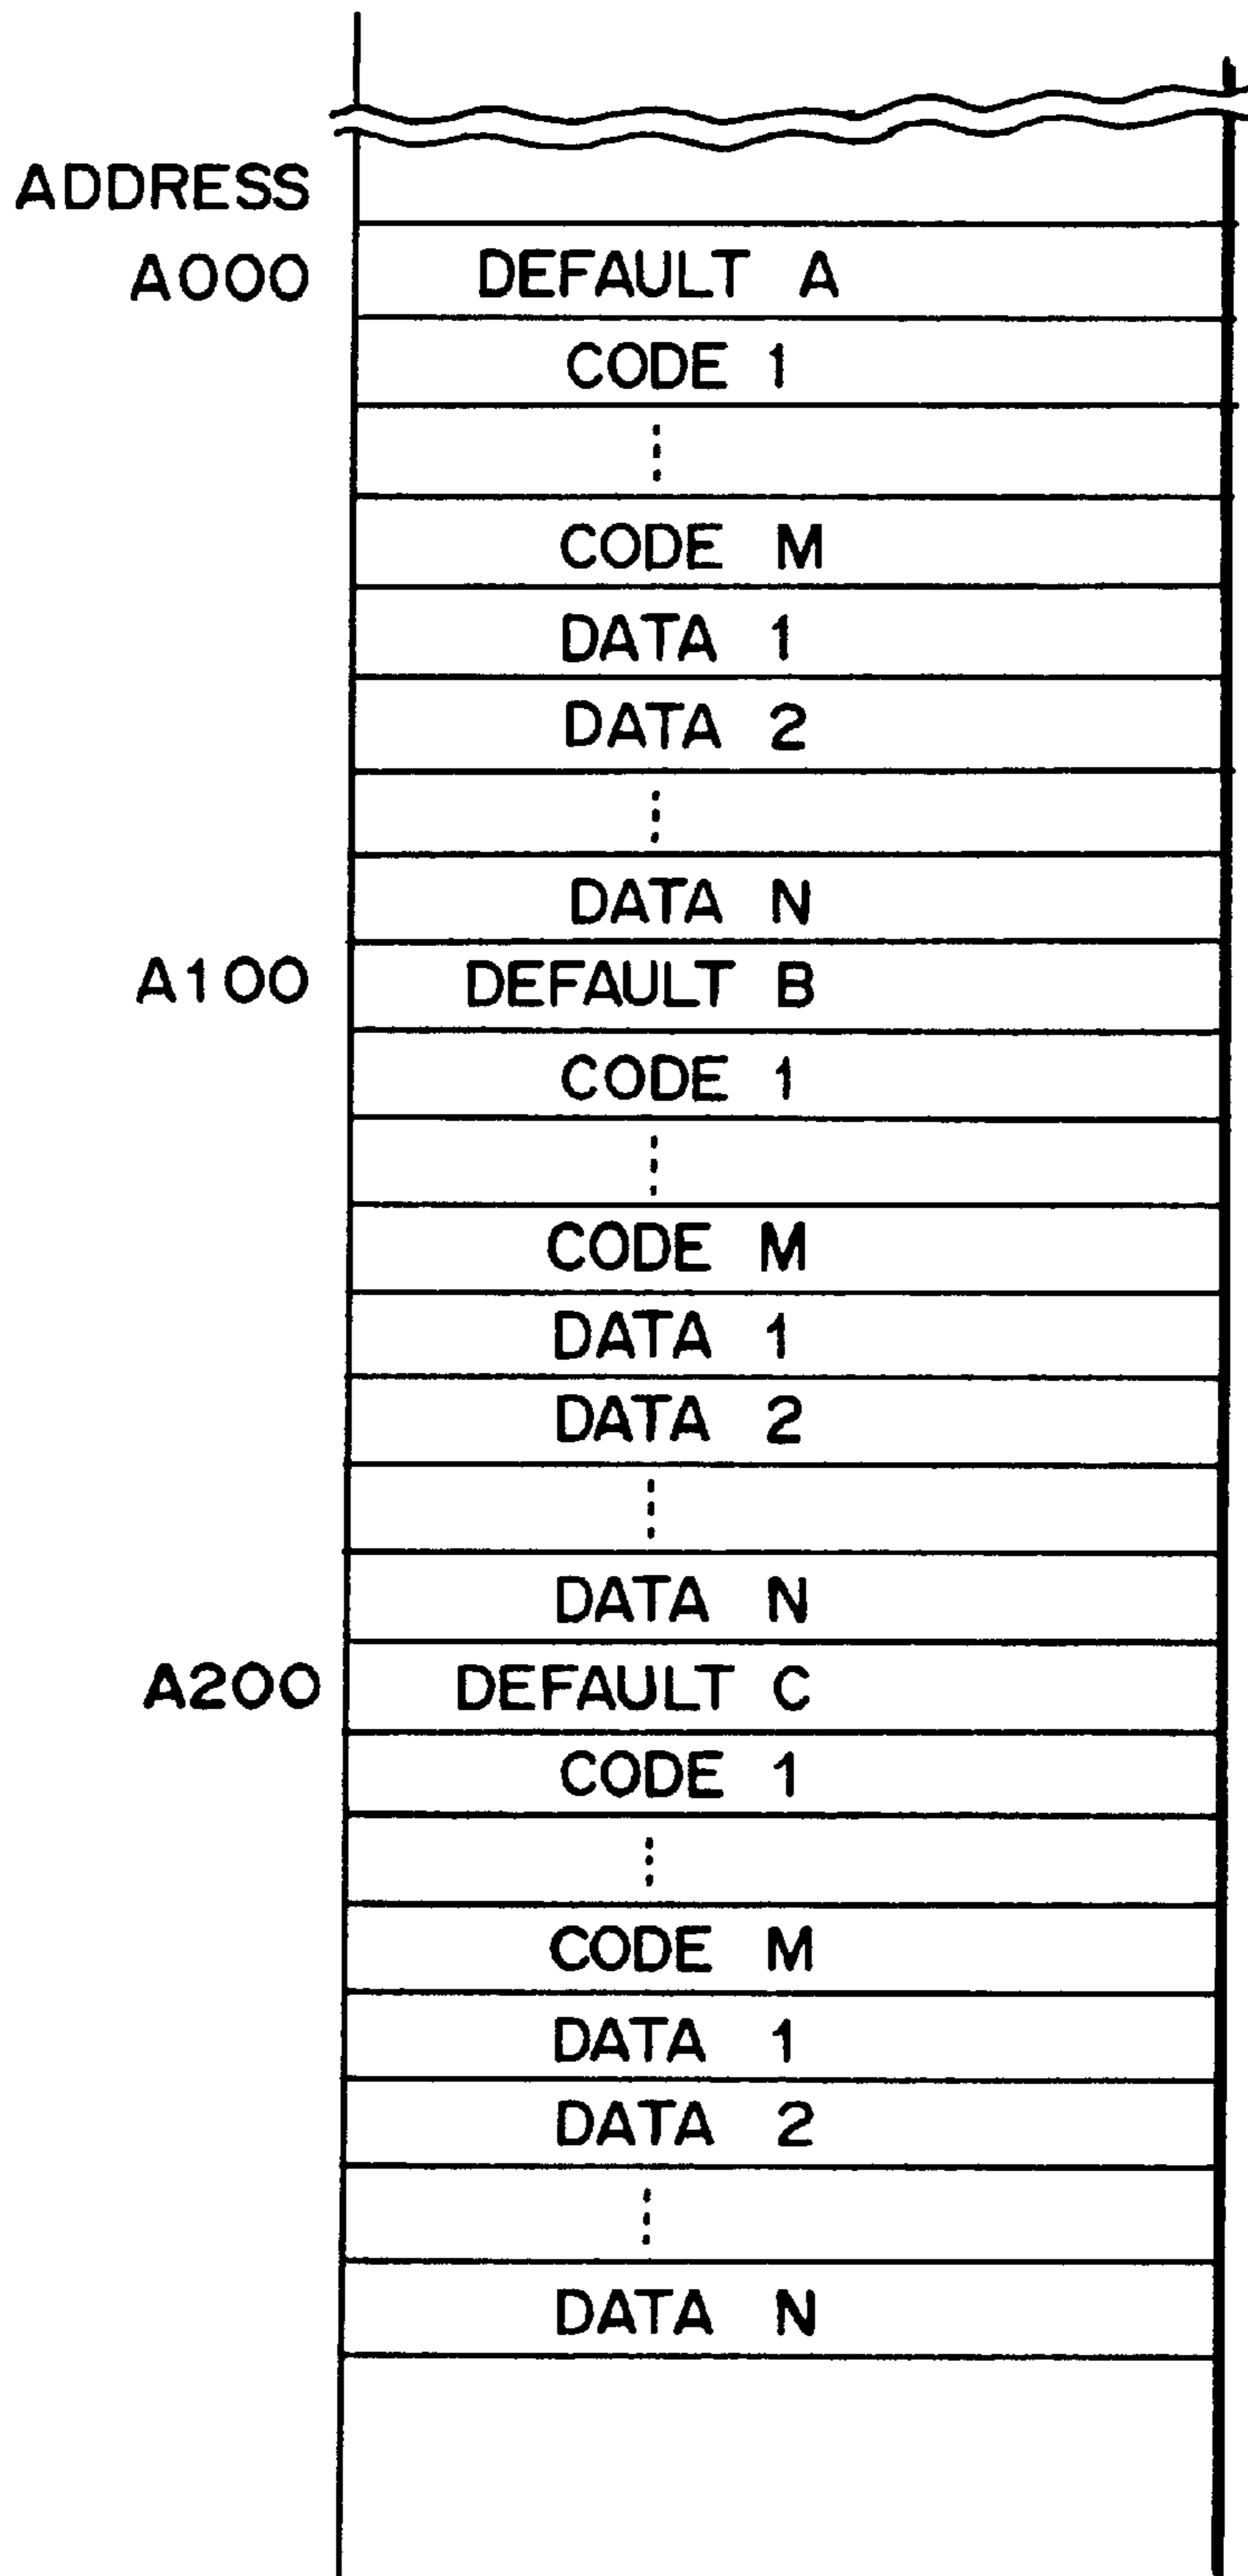 ADDRESS
A000 DEFAULT A
CODE 1
CODE M
DATA 1
DATA 2
DATA N
A100 DEFAULT B
CODE 1
CODE M
DATA 1
DATA 2
DATA N
A200 DEFAULT C
CODE 1
CODE M
DATA 1
DATA 2
DATA N